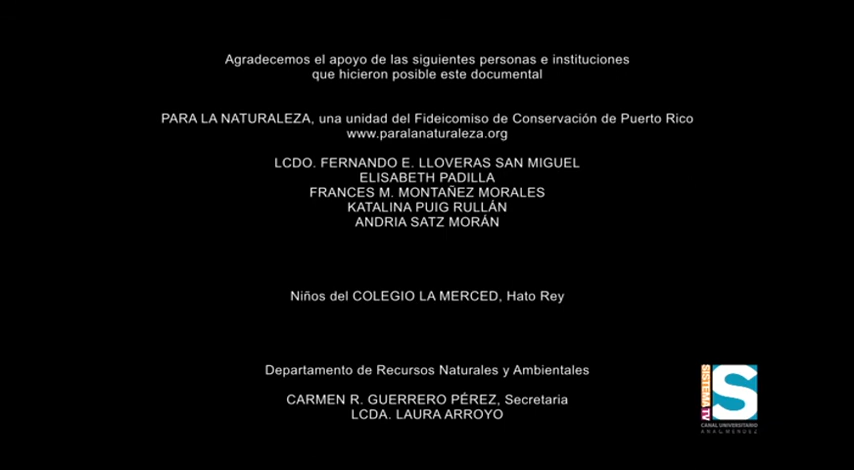 Agradecemos el apoyo de las siguientes personas e instituciones
que hicieron posible este documental
PARA LA NATURALEZA, una unidad del Fideicomiso de Conservación de Puerto Rico
www.paralanaturaleza.org
LCDO. FERNANDO E. LLOVERAS SAN MIGUEL
ELISABETH PADILLA
FRANCES M. MONTAÑEZ MORALES
KATALINA PUIG RULLÁN
ANDRIA SATZ MORÁN
Niños del COLEGIO LA MERCED, Hato Rey
Departamento de Recursos Naturales y Ambientales
CARMEN R. GUERRERO PÉREZ, Secretaria
LCDA. LAURA ARROYO
SISTEMA TV
S
CANAL UNIVERSITARIO
ANA G. MÉNDEZ